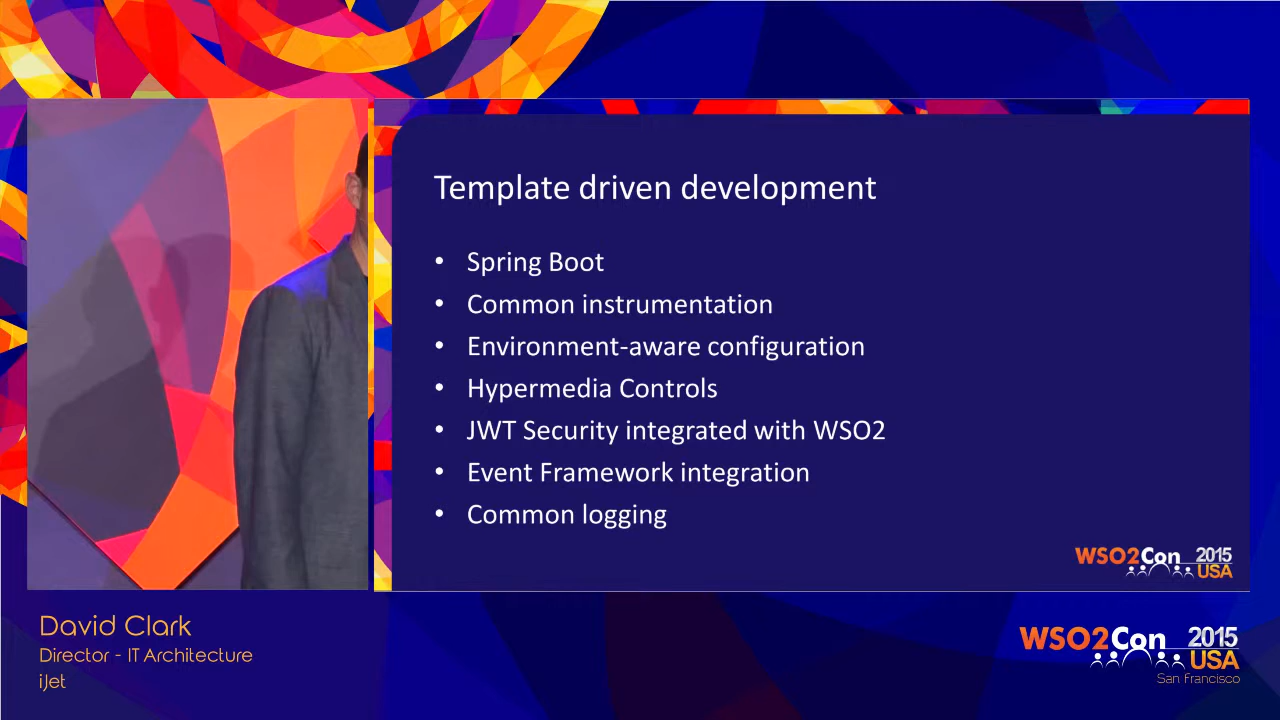 Template driven development
• Spring Boot
• Common instrumentation
• Environment-aware configuration
• Hypermedia Controls
• JWT Security integrated with WSO2
• Event Framework integration
• Common logging
WSO2Con 2015
USA
David Clark
Director - IT Architecture
iJet
WSO2Con 2015
USA
San Francisco